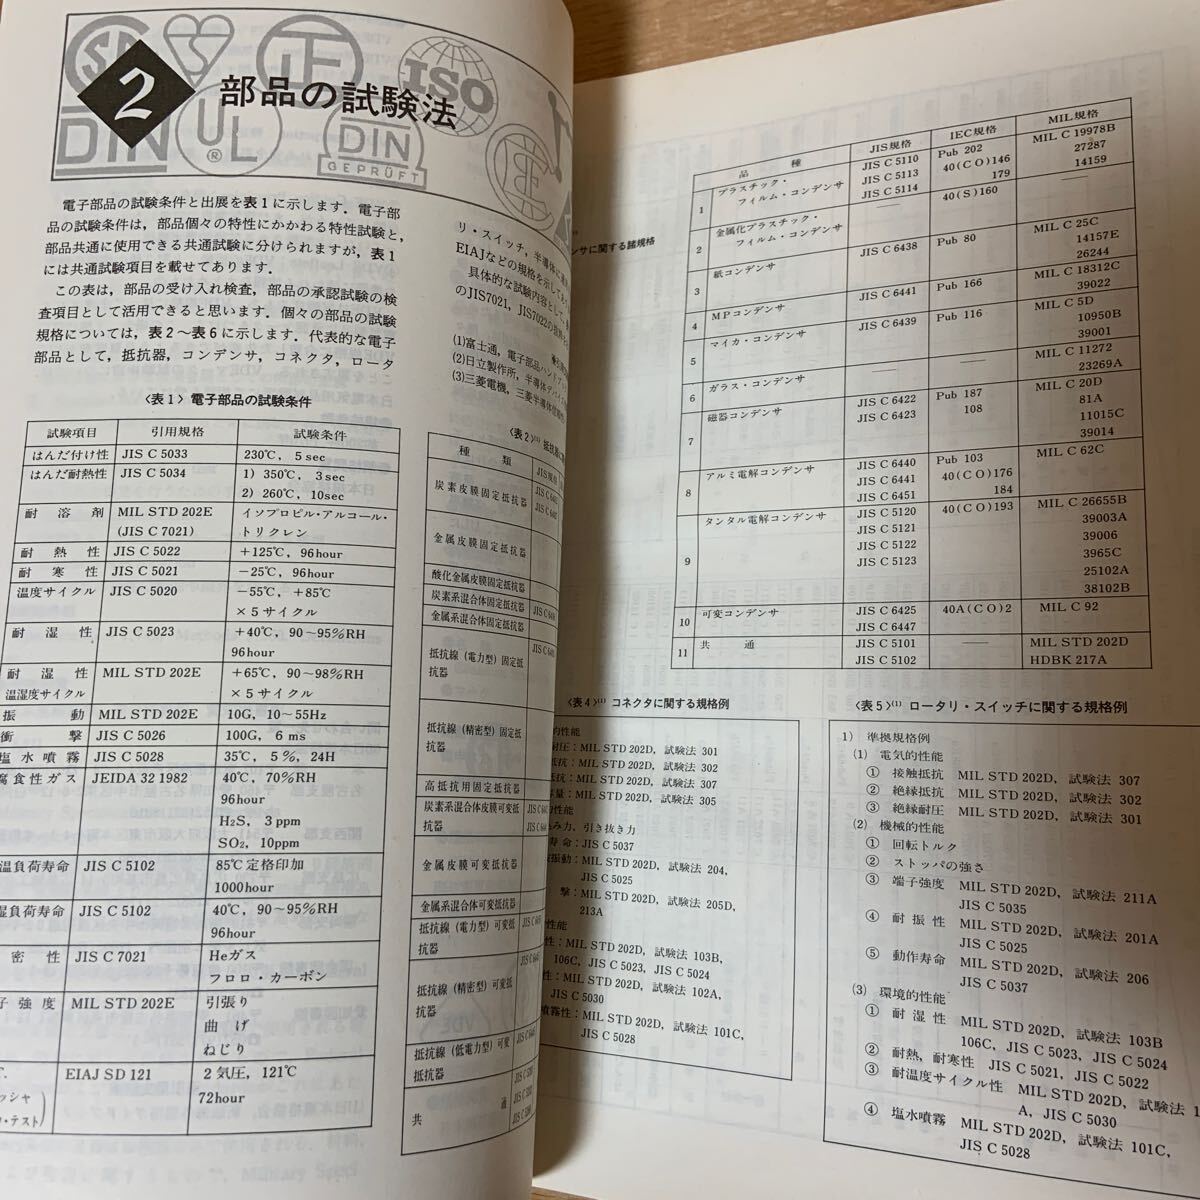 2 部品の試験法
ISO
DIN
UL
DIN
GEPRÜFT
電子部品の試験条件と出展を表1に示します．電子部
品の試験条件は，部品個々の特性にかかわる特性試験と，
部品共通に使用できる共通試験に分けられますが，表1
には共通試験項目を載せてあります．
この表は，部品の受け入れ検査，部品の承認試験の検
査項目として活用できると思います．個々の部品の試験
規格については，表2～表6に示します．代表的な電子
部品として，抵抗器，コンデンサ，コネクタ，ロータ
リ・スイッチ，半導体に
EIAJなどの規格を示してあ
具体的な試験内容として，
のJIS7021，JIS7022の
(1)富士通，電子部品ハンド
(2)日立製作所，半導体デ
(3)三菱電機，三菱半導体
〈表1〉電子部品の試験条件
試験項目 引用規格 試験条件
はんだ付け性 JIS C 5033 230℃，5sec
はんだ耐熱性 JIS C 5034 1) 350℃，3sec
2) 260℃，10sec
耐溶剤 MIL STD 202E イソプロピル・アルコール・
(JIS C 7021) トリクレン
耐熱性 JIS C 5022 +125℃，96hour
耐寒性 JIS C 5021 −25℃，96hour
温度サイクル JIS C 5020 −55℃，+85℃
×5サイクル
耐湿性 JIS C 5023 +40℃，90～95%RH
96hour
耐湿性 MIL STD 202E +65℃，90～98%RH
温湿度サイクル ×5サイクル
振動 MIL STD 202E 10G，10～55Hz
衝撃 JIS C 5026 100G，6ms
塩水噴霧 JIS C 5028 35℃，5%，24H
腐食性ガス JEIDA 32 1982 40℃，70%RH
96hour
H2S，3ppm
SO2，10ppm
温負荷寿命 JIS C 5102 85℃定格印加
1000hour
湿負荷寿命 JIS C 5102 40℃，90～95%RH
96hour
密性 JIS C 7021 Heガス
フロロ・カーボン
子強度 MIL STD 202E 引張り
曲げ
ねじり
T. EIAJ SD 121 2気圧，121℃
ッシャ 72hour
・テスト)
〈表2〉(1) 抵抗器に
種類 JIS規格
炭素皮膜固定抵抗器
金属皮膜固定抵抗器
酸化金属皮膜固定抵抗器
炭素系混合体固定抵抗器
金属系混合体固定抵抗器
抵抗線（電力型）固定抵
抗器
抵抗線（精密型）固定抵
抗器
高抵抗用固定抵抗器
炭素系混合体皮膜可変抵
抗器
金属皮膜可変抵抗器
金属系混合体可変抵抗器
抵抗線（電力型）可変抵
抗器
抵抗線（精密型）可変抵
抗器
抵抗線（低電力型）可変
抵抗器
共通
ンサに関する諸規格
品種 JIS規格 IEC規格 MIL規格
1 プラスチック・ JIS C 5110 Pub 202 MIL C 19978B
フィルム・コンデンサ JIS C 5113 40(CO)146 27287
JIS C 5114 179 14159
2 金属化プラスチック・ —— 40(S)160 ——
フィルム・コンデンサ
3 紙コンデンサ JIS C 6438 Pub 80 MIL C 25C
14157E
26244
4 MPコンデンサ JIS C 6441 Pub 166 MIL C 18312C
39022
5 マイカ・コンデンサ JIS C 6439 Pub 116 MIL C 5D
10950B
39001
6 ガラス・コンデンサ —— —— MIL C 11272
23269A
7 磁器コンデンサ JIS C 6422 Pub 187 MIL C 20D
JIS C 6423 108 81A
11015C
39014
8 アルミ電解コンデンサ JIS C 6440 Pub 103 MIL C 62C
JIS C 6441 40(CO)176
JIS C 6451 184
9 タンタル電解コンデンサ JIS C 5120 40(CO)193 MIL C 26655B
JIS C 5121 39003A
JIS C 5122 39006
JIS C 5123 3965C
25102A
38102B
10 可変コンデンサ JIS C 6425 40A(CO)2 MIL C 92
JIS C 6447
11 共通 JIS C 5101 —— MIL STD 202D
JIS C 5102 HDBK 217A
〈表4〉(1) コネクタに関する規格例
的性能
耐圧：MIL STD 202D，試験法 301
抵抗：MIL STD 202D，試験法 302
抵抗：MIL STD 202D，試験法 307
量：MIL STD 202D，試験法 305
的性能
み力，引き抜き力
寿命：JIS C 5037
振動：MIL STD 202D，試験法 204，
JIS C 5025
撃：MIL STD 202D，試験法 205D，
213A
性能
性：MIL STD 202D，試験法 103B，
106C，JIS C 5023，JIS C 5024
性：MIL STD 202D，試験法 102A，
JIS C 5030
噴霧性：MIL STD 202D，試験法 101C，
JIS C 5028
〈表5〉(1) ロータリ・スイッチに関する規格例
1) 準拠規格例
(1) 電気的性能
① 接触抵抗 MIL STD 202D，試験法 307
② 絶縁抵抗 MIL STD 202D，試験法 302
③ 絶縁耐圧 MIL STD 202D，試験法 301
(2) 機械的性能
① 回転トルク
② ストッパの強さ
③ 端子強度 MIL STD 202D，試験法 211A
JIS C 5035
④ 耐振性 MIL STD 202D，試験法 201A
JIS C 5025
⑤ 動作寿命 MIL STD 202D，試験法 206
JIS C 5037
(3) 環境的性能
① 耐湿性 MIL STD 202D，試験法 103B
106C，JIS C 5023，JIS C 5024
② 耐熱，耐寒性 JIS C 5021，JIS C 5022
③ 耐温度サイクル性 MIL STD 202D，試験法 1
A，JIS C 5030
④ 塩水噴霧 MIL STD 202D，試験法 101C，
JIS C 5028